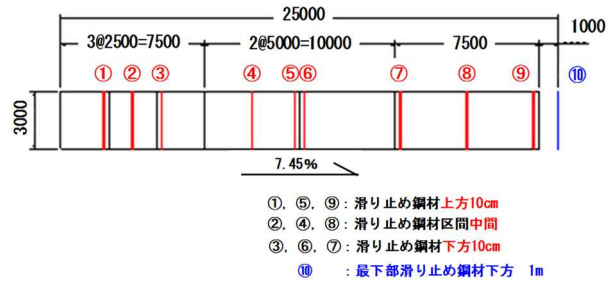 25000
1000
3@2500=7500
2@5000=10000
7500
① ② ③ ④ ⑤ ⑥ ⑦ ⑧ ⑨ ⑩
3000
7.45%
①, ⑤, ⑨ : 滑り止め鋼材上方10cm
②, ④, ⑧ : 滑り止め鋼材区間中間
③, ⑥, ⑦ : 滑り止め鋼材下方10cm
⑩ : 最下部滑り止め鋼材下方 1m